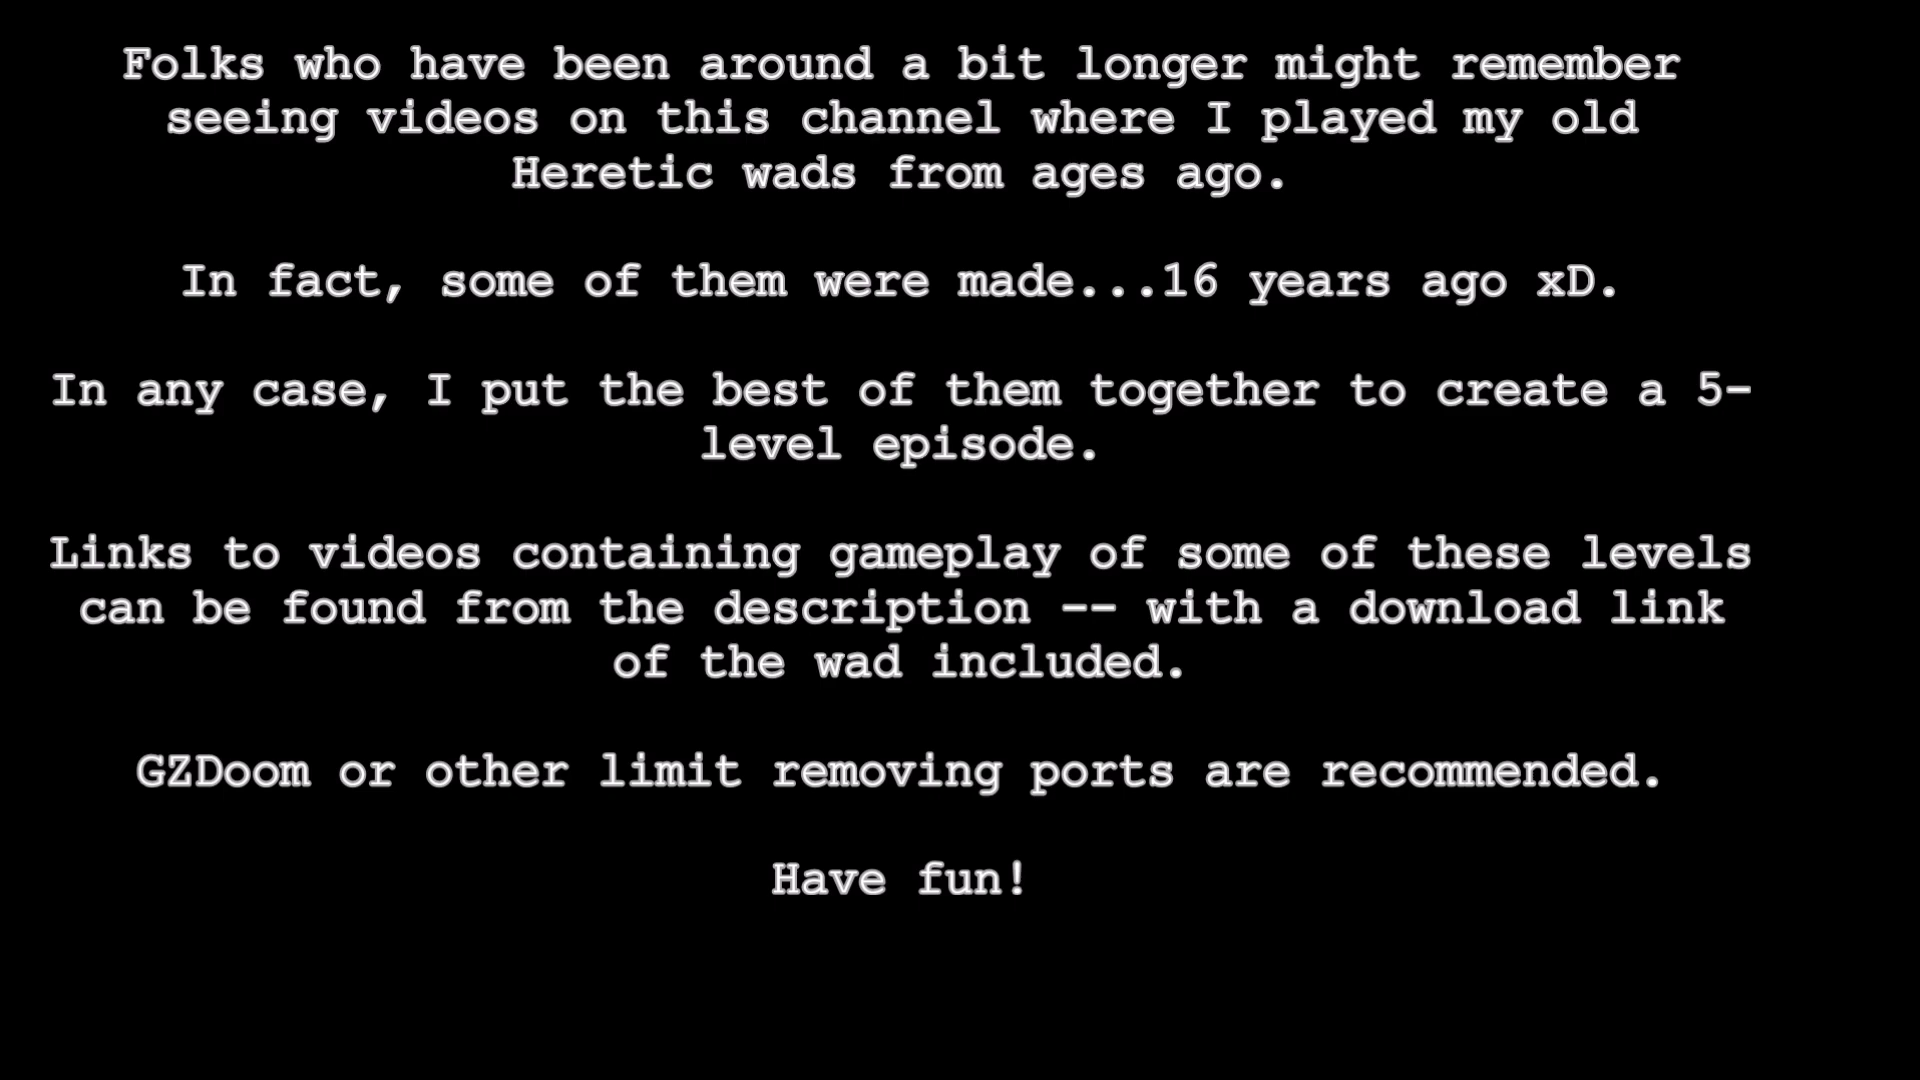 Folks who have been around a bit longer might remember
seeing videos on this channel where I played my old
Heretic wads from ages ago.
In fact, some of them were made...16 years ago xD.
In any case, I put the best of them together to create a 5-
level episode.
Links to videos containing gameplay of some of these levels
can be found from the description -- with a download link
of the wad included.
GZDoom or other limit removing ports are recommended.
Have fun!